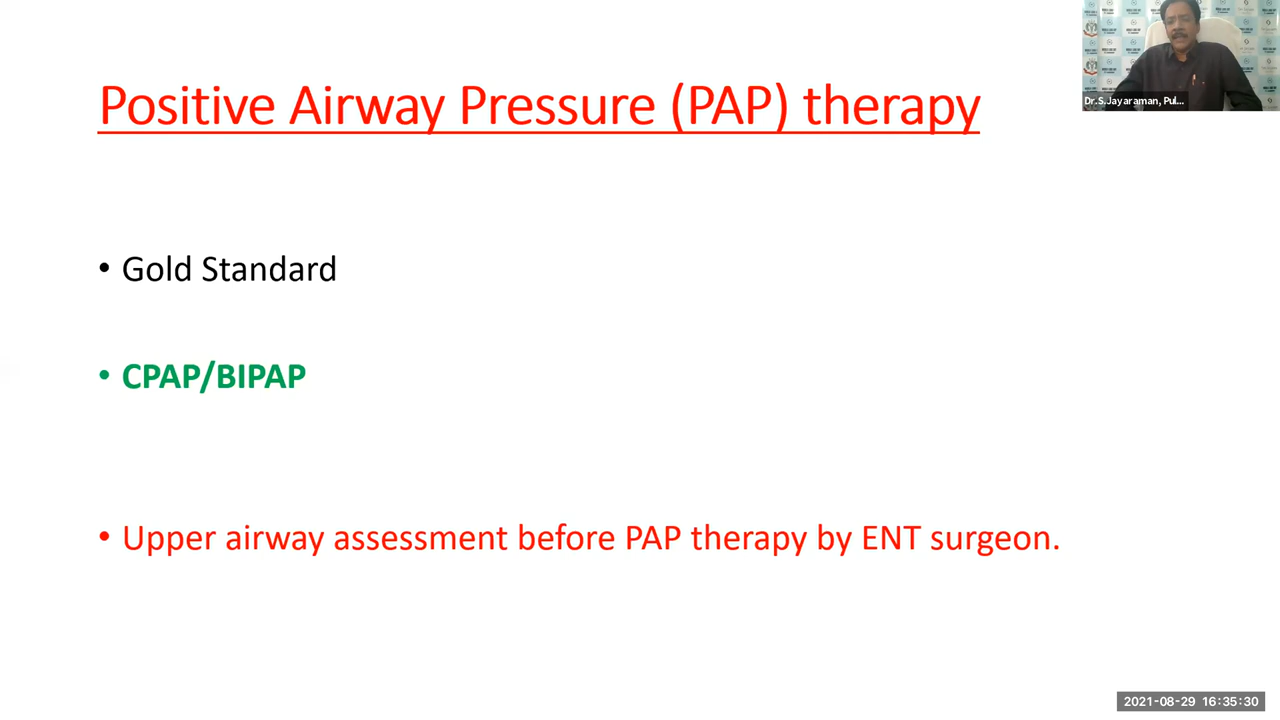 Positive Airway Pressure (PAP) therapy
Dr.S.Jayaraman, Pul...
• Gold Standard
• CPAP/BIPAP
• Upper airway assessment before PAP therapy by ENT surgeon.
2021-08-29 16:35:30